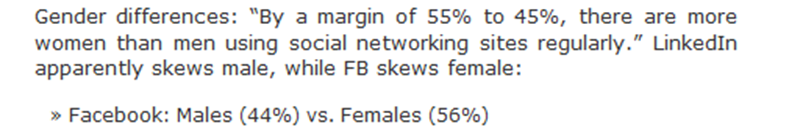 Gender differences: “By a margin of 55% to 45%, there are more
women than men using social networking sites regularly.” LinkedIn
apparently skews male, while FB skews female:
» Facebook: Males (44%) vs. Females (56%)